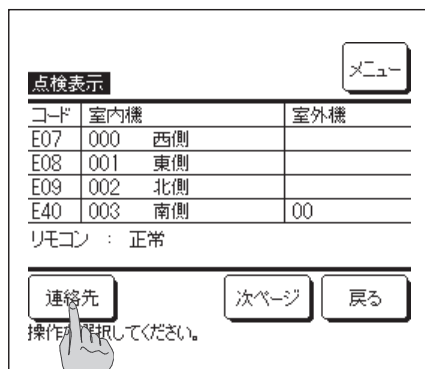 メニュー
点検表示
コード 室内機 室外機
E07 000 西側
E08 001 東側
E09 002 北側
E40 003 南側 00
リモコン : 正常
連絡先 次ページ 戻る
操作 選択してください。